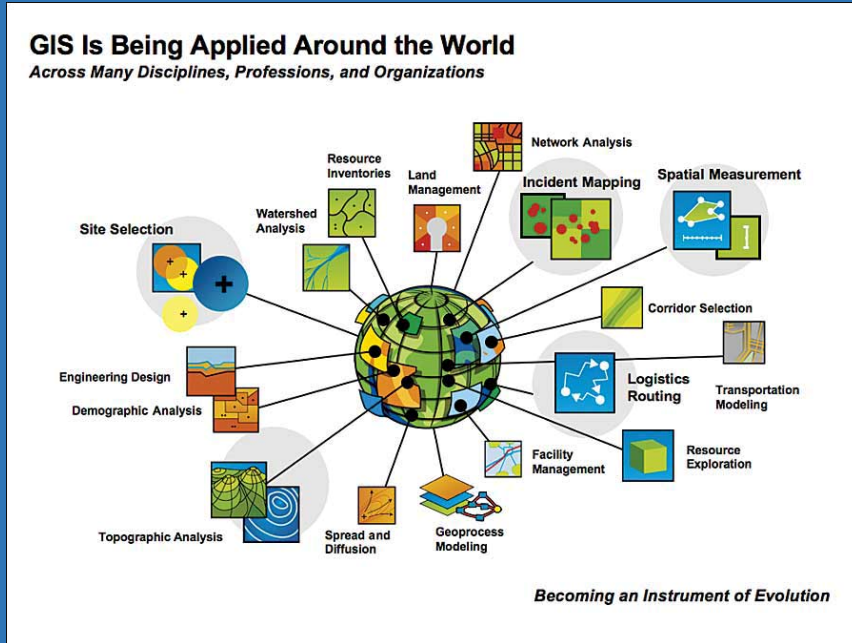 GIS Is Being Applied Around the World
Across Many Disciplines, Professions, and Organizations
Network Analysis
Resource
Inventories
Land
Management
Incident Mapping
Spatial Measurement
Watershed
Analysis
Site Selection
Corridor Selection
Engineering Design
Logistics
Routing
Transportation
Modeling
Demographic Analysis
Facility
Management
Resource
Exploration
Topographic Analysis
Spread and
Diffusion
Geoprocess
Modeling
Becoming an Instrument of Evolution